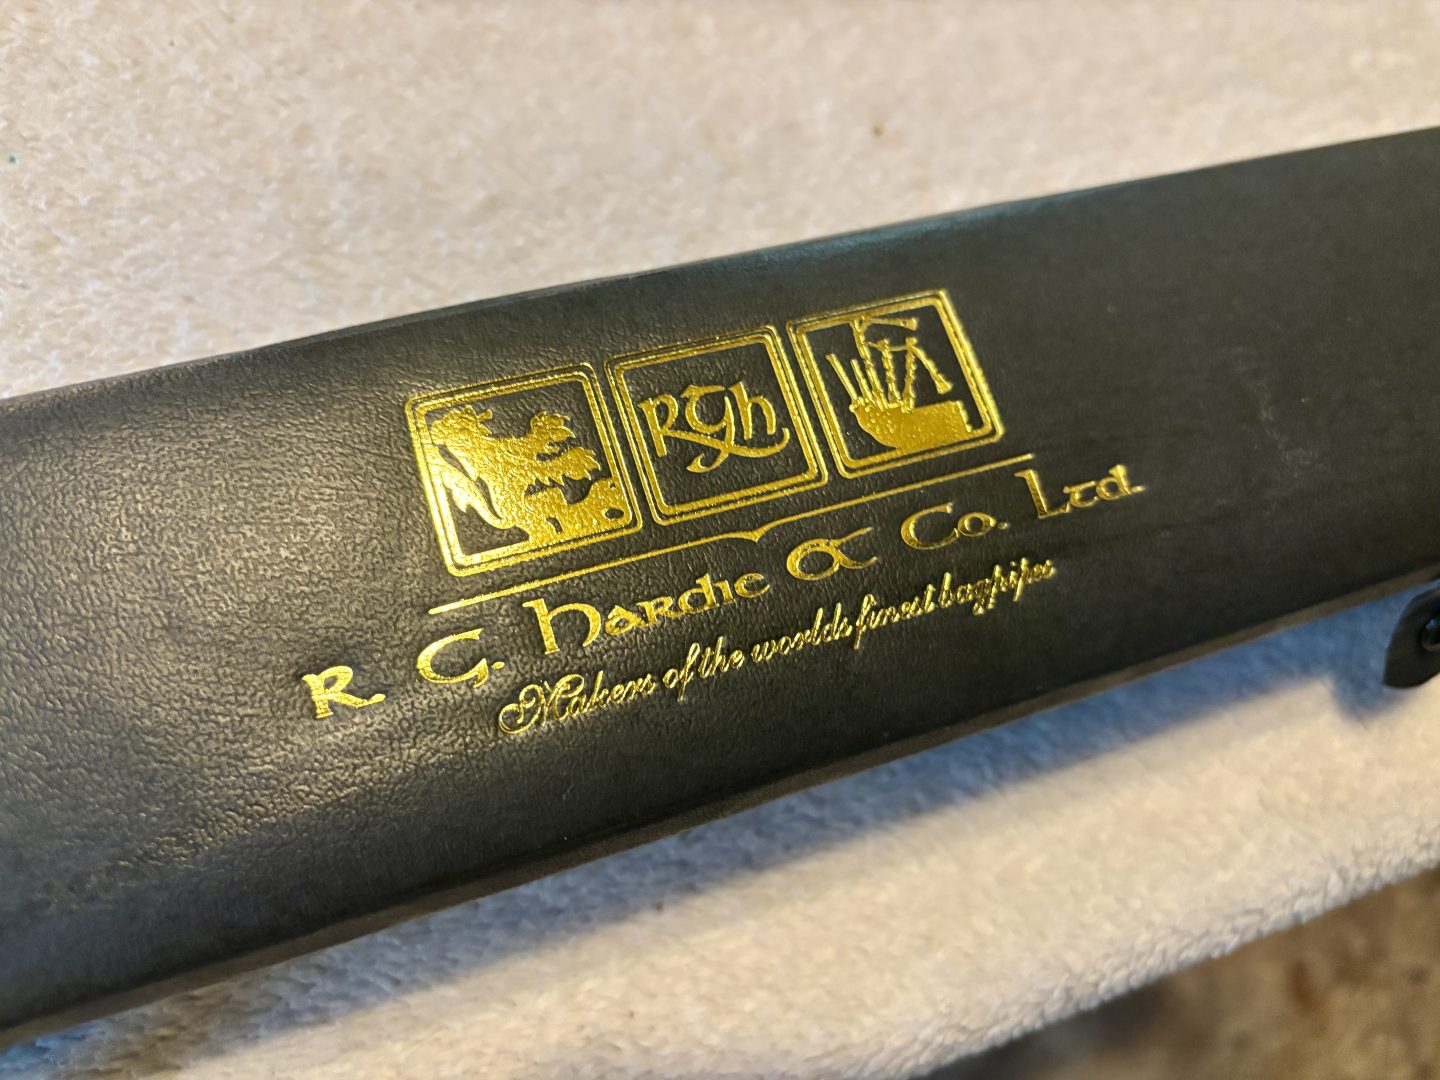 Rgh
R G. Hardie & Co. Ltd.
Makers of the worlds finest bagpipes